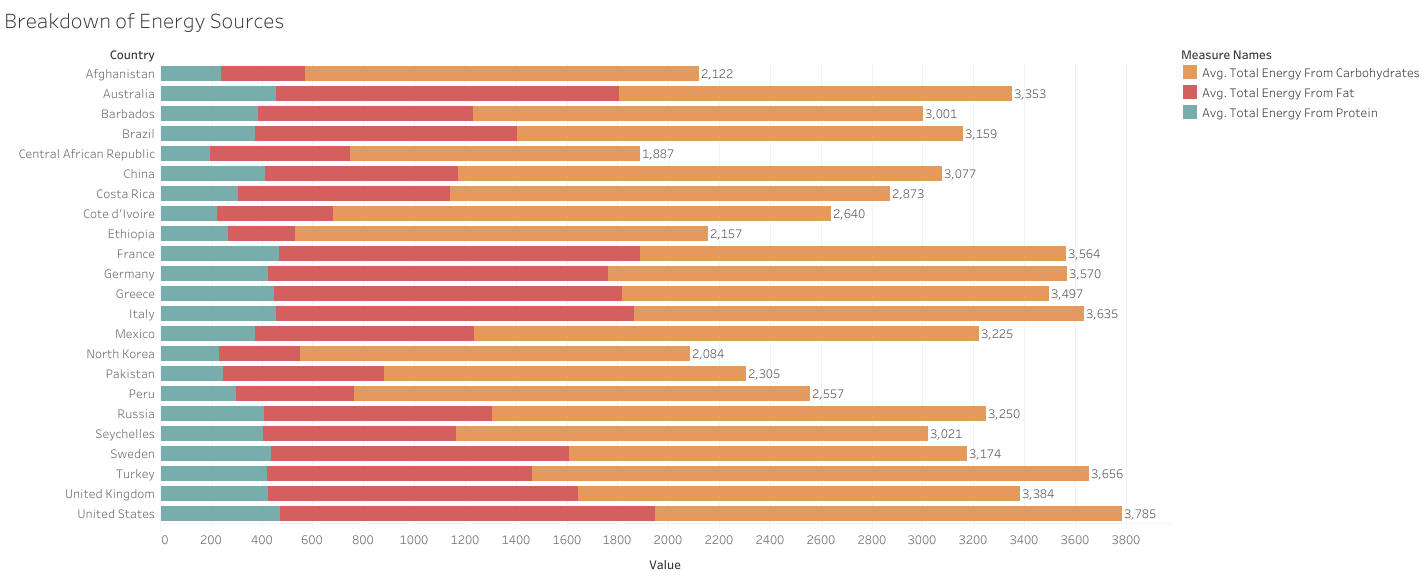 Breakdown of Energy Sources
Country
Afghanistan 2,122
Australia 3,353
Barbados 3,001
Brazil 3,159
Central African Republic 1,887
China 3,077
Costa Rica 2,873
Cote d'Ivoire 2,640
Ethiopia 2,157
France 3,564
Germany 3,570
Greece 3,497
Italy 3,635
Mexico 3,225
North Korea 2,084
Pakistan 2,305
Peru 2,557
Russia 3,250
Seychelles 3,021
Sweden 3,174
Turkey 3,656
United Kingdom 3,384
United States 3,785
0 200 400 600 800 1000 1200 1400 1600 1800 2000 2200 2400 2600 2800 3000 3200 3400 3600 3800
Value
Measure Names
Avg. Total Energy From Carbohydrates
Avg. Total Energy From Fat
Avg. Total Energy From Protein